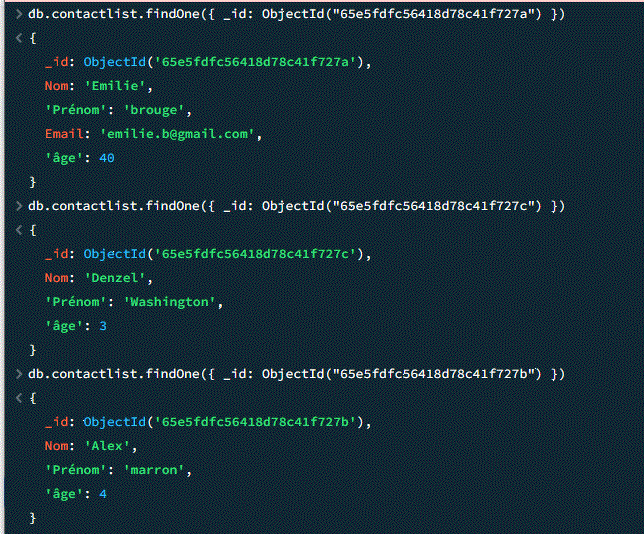 > db.contactlist.findOne({ _id: ObjectId("65e5fdfc56418d78c41f727a") })
< {
_id: ObjectId('65e5fdfc56418d78c41f727a'),
Nom: 'Emilie',
'Prénom': 'brouge',
Email: 'emilie.b@gmail.com',
'âge': 40
}
> db.contactlist.findOne({ _id: ObjectId("65e5fdfc56418d78c41f727c") })
< {
_id: ObjectId('65e5fdfc56418d78c41f727c'),
Nom: 'Denzel',
'Prénom': 'Washington',
'âge': 3
}
> db.contactlist.findOne({ _id: ObjectId("65e5fdfc56418d78c41f727b") })
< {
_id: ObjectId('65e5fdfc56418d78c41f727b'),
Nom: 'Alex',
'Prénom': 'marron',
'âge': 4
}